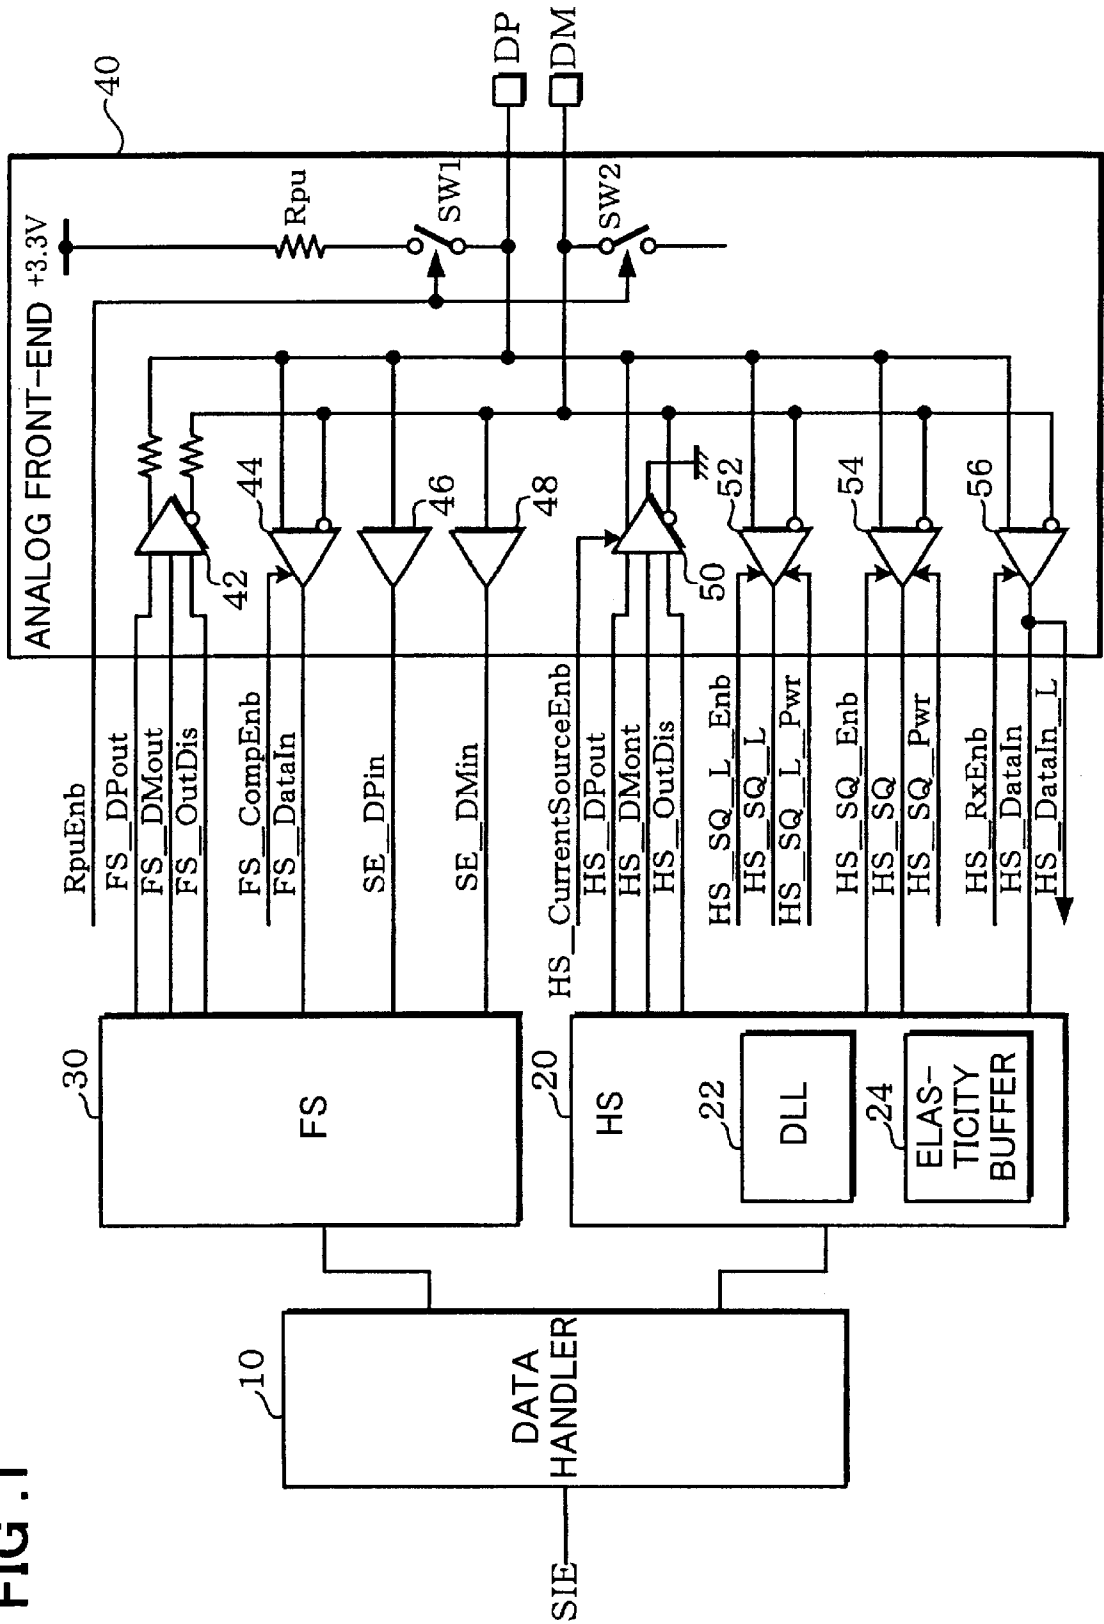 FIG.1
SIE
10
DATA
HANDLER
30
FS
20
HS
22
DLL
24
ELAS-
TICITY
BUFFER
RpuEnb
FS_DPout
FS_DMout
FS_OutDis
FS_CompEnb
FS_DataIn
SE_DPin
SE_DMin
HS_CurrentSourceEnb
HS_DPout
HS_DMont
HS_OutDis
HS_SQ_L_Enb
HS_SQ_L
HS_SQ_L_Pwr
HS_SQ_Enb
HS_SQ
HS_SQ_Pwr
HS_RxEnb
HS_DataIn
HS_DataIn_L
ANALOG FRONT-END
+3.3V
40
42
44
46
48
50
52
54
56
Rpu
SW1
SW2
DP
DM